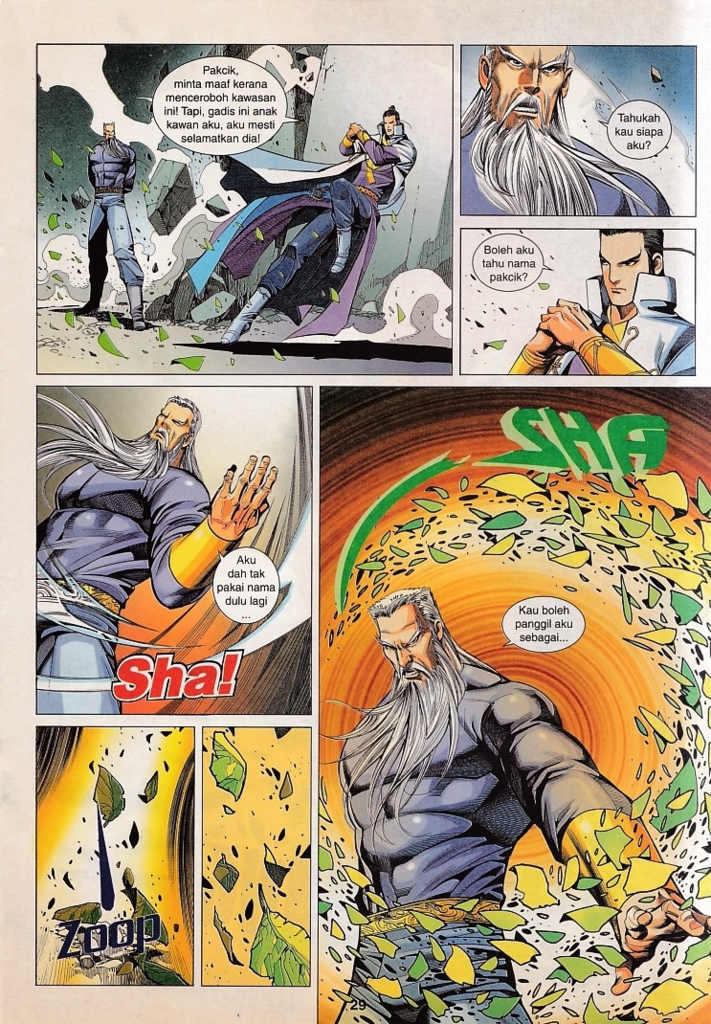 Pakcik,
minta maaf kerana
menceroboh kawasan
ini! Tapi, gadis ini anak
kawan aku, aku mesti
selamatkan dia!
Tahukah
kau siapa
aku?
Boleh aku
tahu nama
pakcik?
Aku
dah tak
pakai nama
dulu lagi
...
Sha!
SHA
Kau boleh
panggil aku
sebagai...
Zoop
29